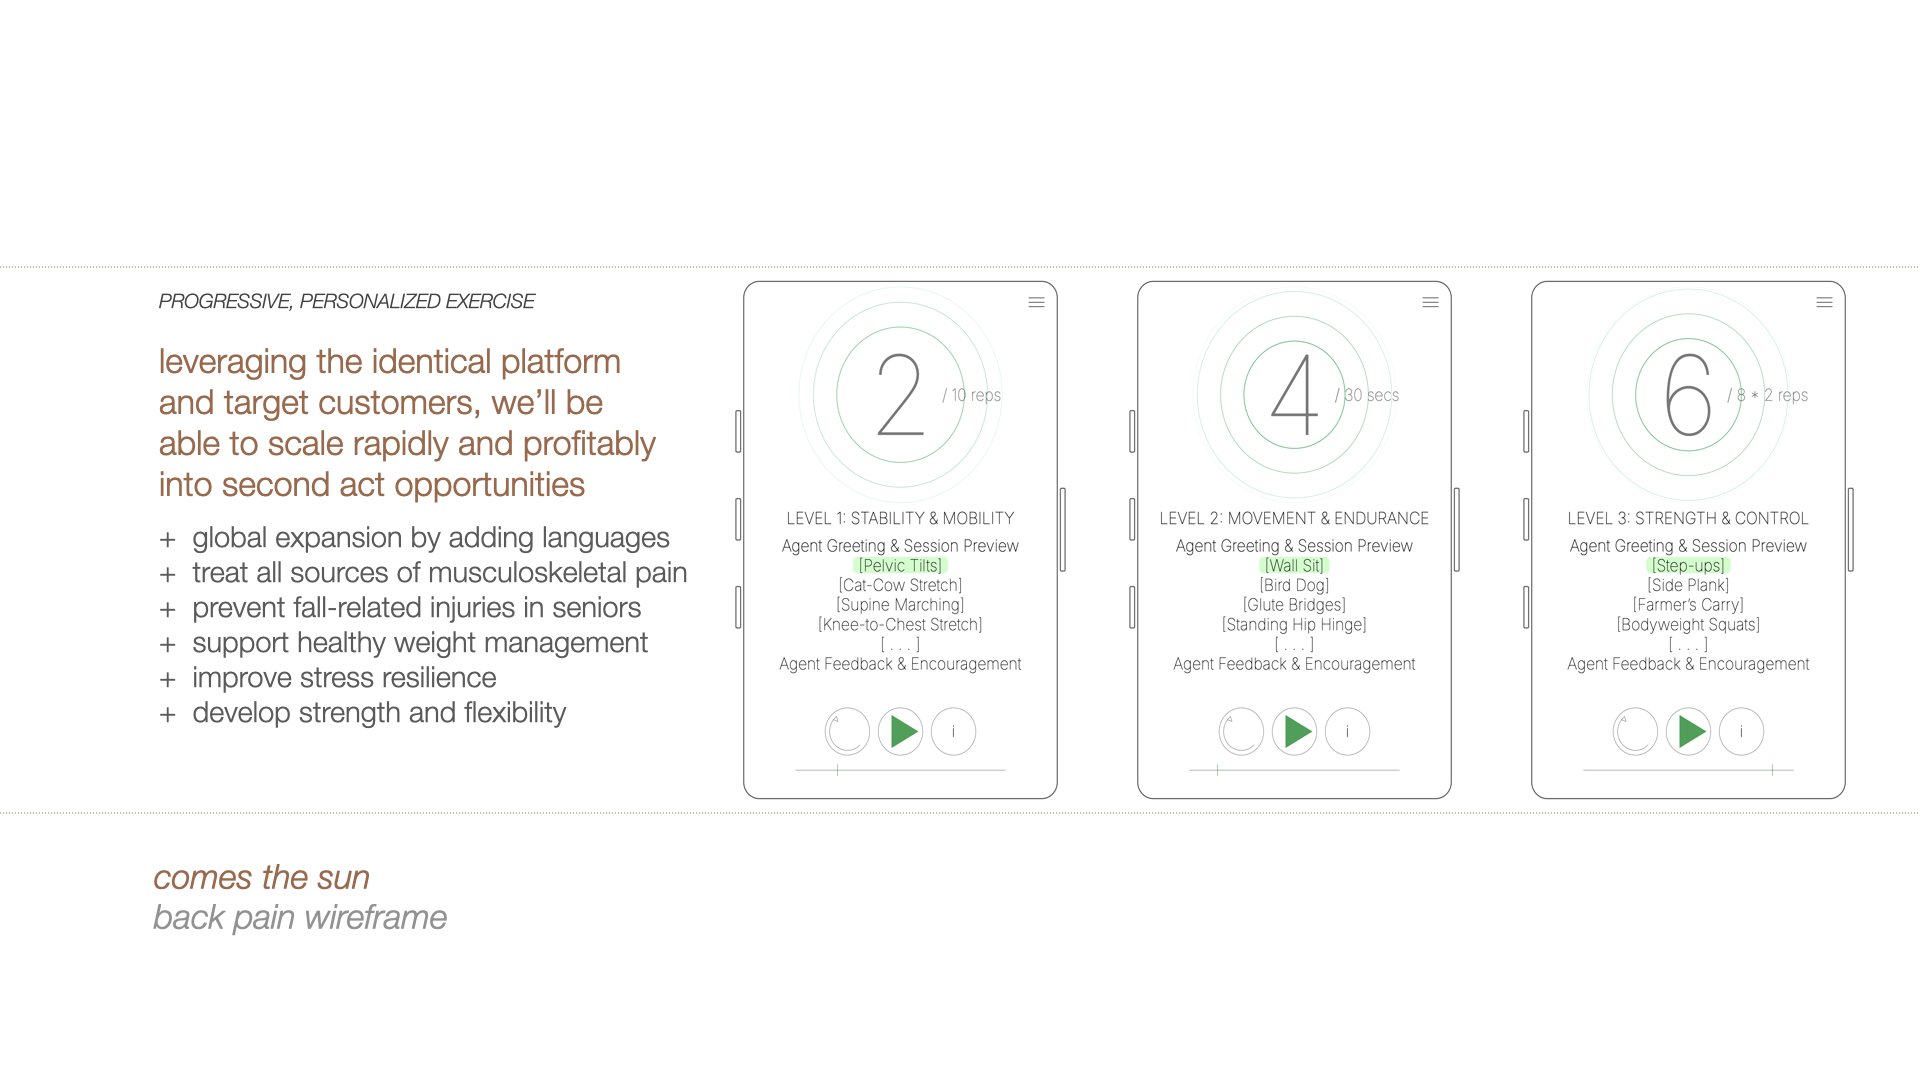 PROGRESSIVE, PERSONALIZED EXERCISE
leveraging the identical platform
and target customers, we’ll be
able to scale rapidly and profitably
into second act opportunities
+ global expansion by adding languages
+ treat all sources of musculoskeletal pain
+ prevent fall-related injuries in seniors
+ support healthy weight management
+ improve stress resilience
+ develop strength and flexibility
2 / 10 reps
LEVEL 1: STABILITY & MOBILITY
Agent Greeting & Session Preview
[Pelvic Tilts]
[Cat-Cow Stretch]
[Supine Marching]
[Knee-to-Chest Stretch]
[ . . . ]
Agent Feedback & Encouragement
i
4 / 30 secs
LEVEL 2: MOVEMENT & ENDURANCE
Agent Greeting & Session Preview
[Wall Sit]
[Bird Dog]
[Glute Bridges]
[Standing Hip Hinge]
[ . . . ]
Agent Feedback & Encouragement
i
6 / 8 * 2 reps
LEVEL 3: STRENGTH & CONTROL
Agent Greeting & Session Preview
[Step-ups]
[Side Plank]
[Farmer’s Carry]
[Bodyweight Squats]
[ . . . ]
Agent Feedback & Encouragement
i
comes the sun
back pain wireframe